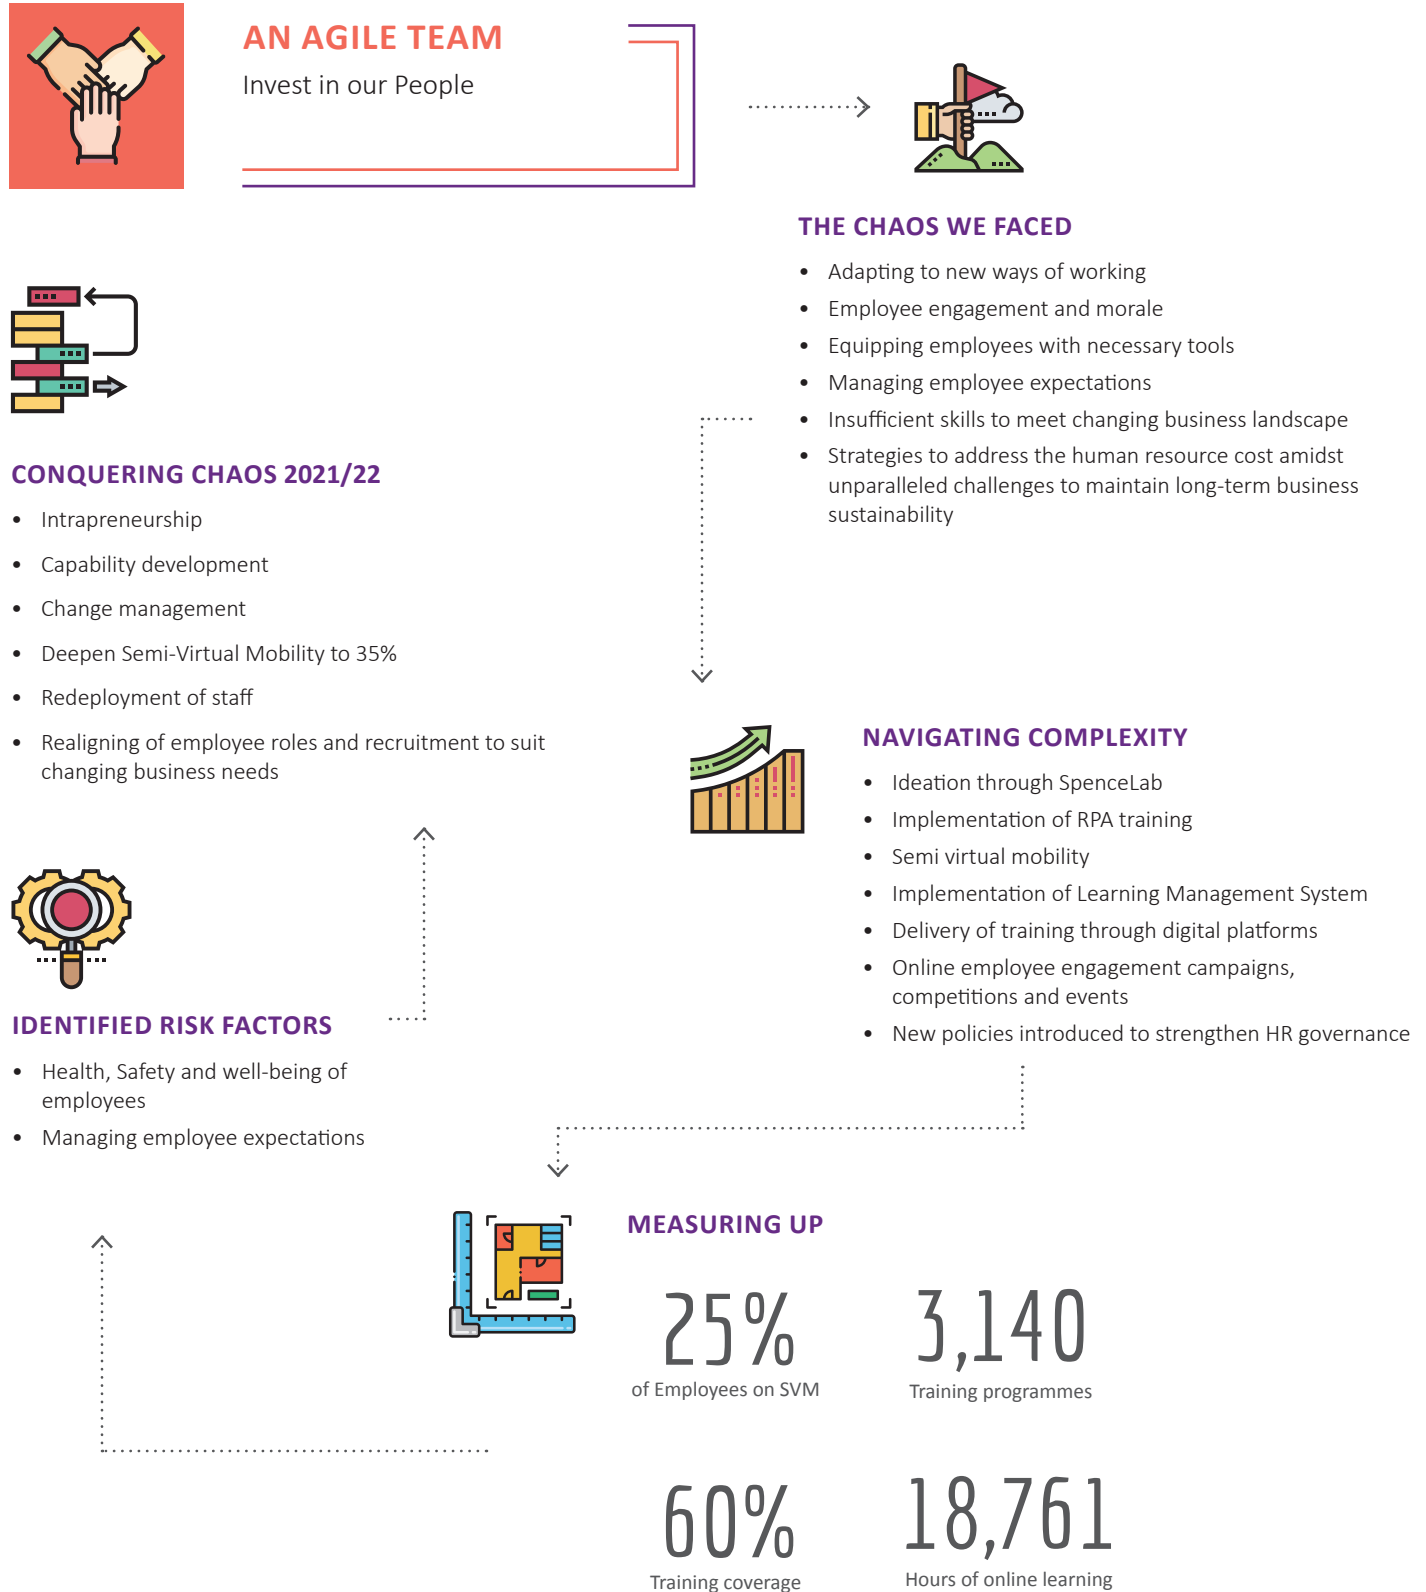 AN AGILE TEAM
Invest in our People
THE CHAOS WE FACED
• Adapting to new ways of working
• Employee engagement and morale
• Equipping employees with necessary tools
• Managing employee expectations
• Insufficient skills to meet changing business landscape
• Strategies to address the human resource cost amidst
unparalleled challenges to maintain long-term business
sustainability
NAVIGATING COMPLEXITY
• Ideation through SpenceLab
• Implementation of RPA training
• Semi virtual mobility
• Implementation of Learning Management System
• Delivery of training through digital platforms
• Online employee engagement campaigns,
competitions and events
• New policies introduced to strengthen HR governance
MEASURING UP
25%
of Employees on SVM
3,140
Training programmes
60%
Training coverage
18,761
Hours of online learning
IDENTIFIED RISK FACTORS
• Health, Safety and well-being of
employees
• Managing employee expectations
CONQUERING CHAOS 2021/22
• Intrapreneurship
• Capability development
• Change management
• Deepen Semi-Virtual Mobility to 35%
• Redeployment of staff
• Realigning of employee roles and recruitment to suit
changing business needs